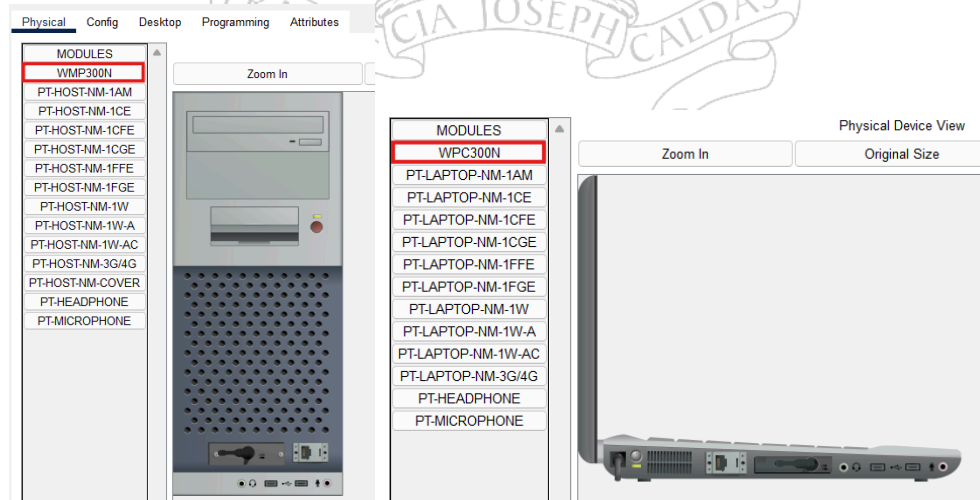 CIA JOSEPH CALDAS
Physical Config Desktop Programming Attributes
MODULES
WMP300N
PT-HOST-NM-1AM
PT-HOST-NM-1CE
PT-HOST-NM-1CFE
PT-HOST-NM-1CGE
PT-HOST-NM-1FFE
PT-HOST-NM-1FGE
PT-HOST-NM-1W
PT-HOST-NM-1W-A
PT-HOST-NM-1W-AC
PT-HOST-NM-3G/4G
PT-HOST-NM-COVER
PT-HEADPHONE
PT-MICROPHONE
Zoom In
MODULES
WPC300N
PT-LAPTOP-NM-1AM
PT-LAPTOP-NM-1CE
PT-LAPTOP-NM-1CFE
PT-LAPTOP-NM-1CGE
PT-LAPTOP-NM-1FFE
PT-LAPTOP-NM-1FGE
PT-LAPTOP-NM-1W
PT-LAPTOP-NM-1W-A
PT-LAPTOP-NM-1W-AC
PT-LAPTOP-NM-3G/4G
PT-HEADPHONE
PT-MICROPHONE
Physical Device View
Zoom In Original Size